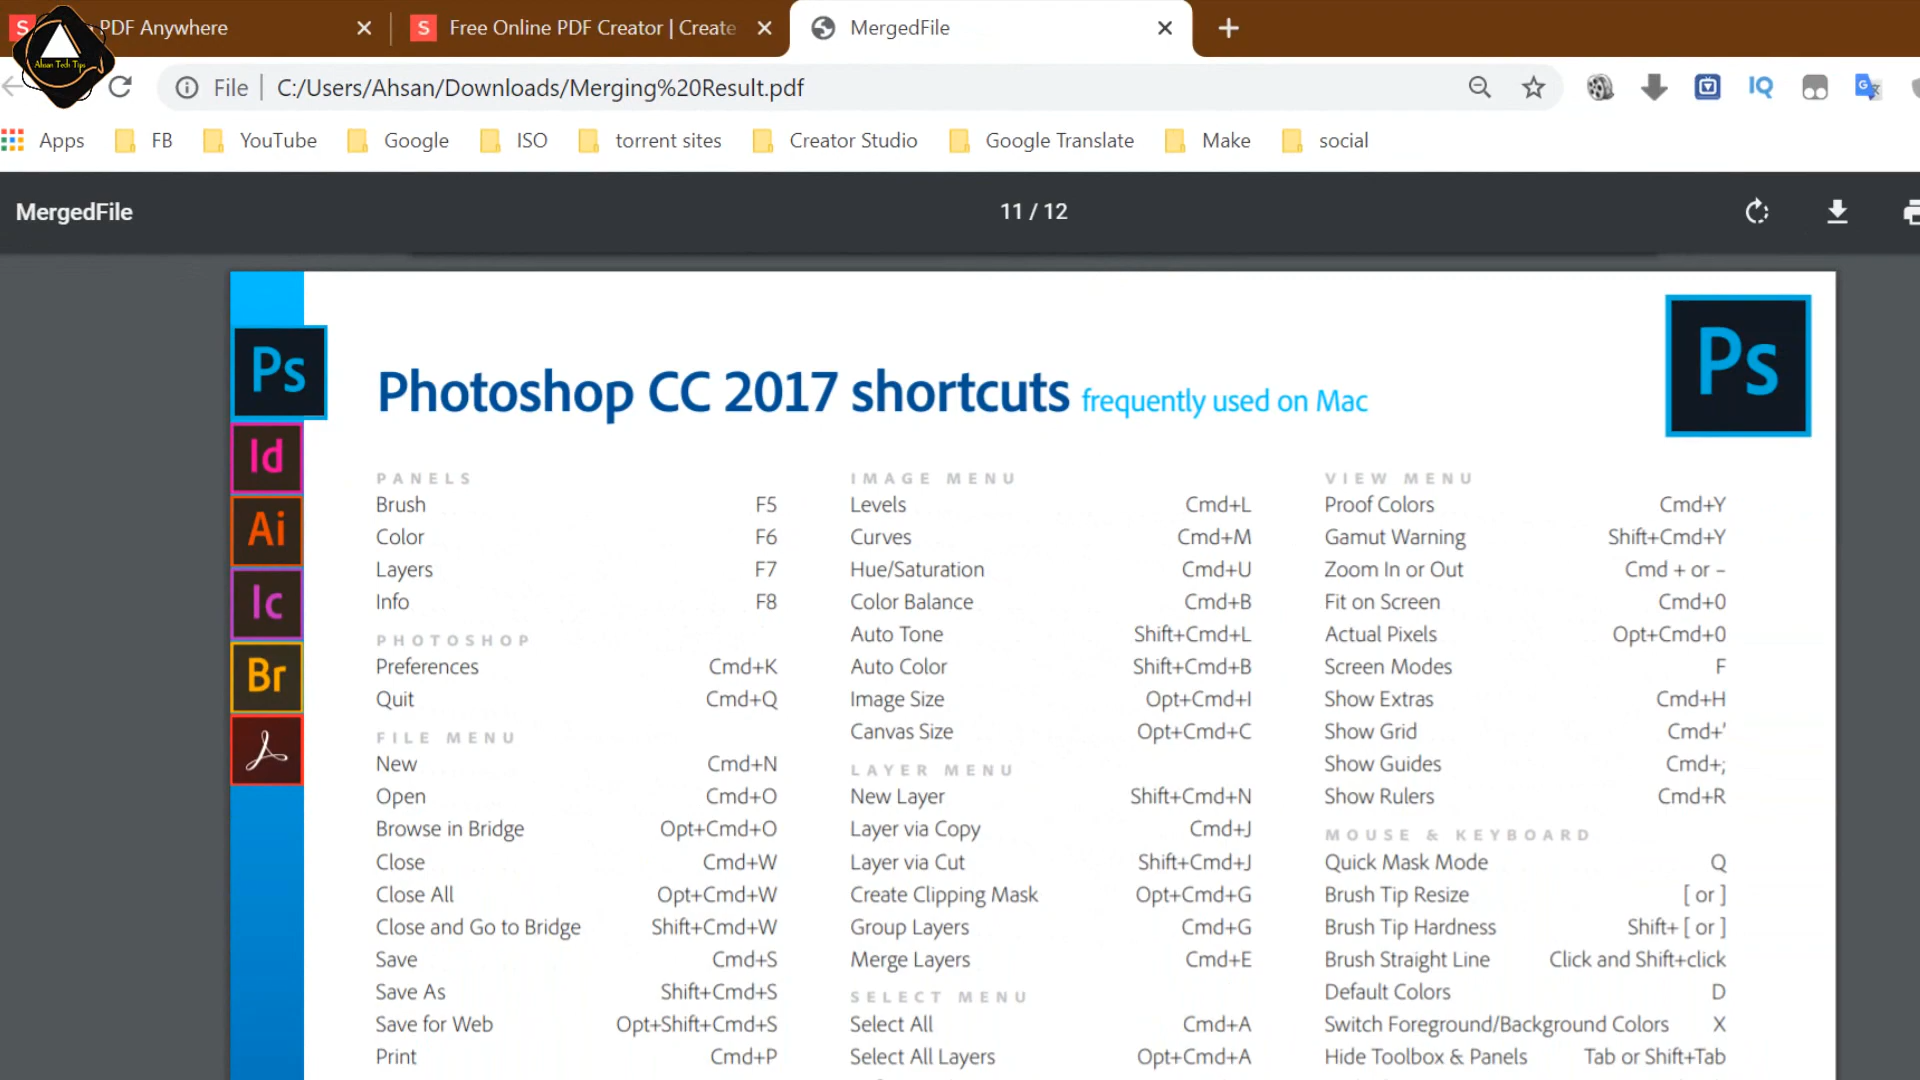 S PDF Anywhere
S Free Online PDF Creator | Create
MergedFile
Ahsan Tech Tips
File C:/Users/Ahsan/Downloads/Merging%20Result.pdf
IQ
G
Apps FB YouTube Google ISO torrent sites Creator Studio Google Translate Make social
MergedFile
11 / 12
Ps
Id
Ai
Ic
Br
Ps
Photoshop CC 2017 shortcuts frequently used on Mac
PANELS
Brush F5
Color F6
Layers F7
Info F8
PHOTOSHOP
Preferences Cmd+K
Quit Cmd+Q
FILE MENU
New Cmd+N
Open Cmd+O
Browse in Bridge Opt+Cmd+O
Close Cmd+W
Close All Opt+Cmd+W
Close and Go to Bridge Shift+Cmd+W
Save Cmd+S
Save As Shift+Cmd+S
Save for Web Opt+Shift+Cmd+S
Print Cmd+P
IMAGE MENU
Levels Cmd+L
Curves Cmd+M
Hue/Saturation Cmd+U
Color Balance Cmd+B
Auto Tone Shift+Cmd+L
Auto Color Shift+Cmd+B
Image Size Opt+Cmd+I
Canvas Size Opt+Cmd+C
LAYER MENU
New Layer Shift+Cmd+N
Layer via Copy Cmd+J
Layer via Cut Shift+Cmd+J
Create Clipping Mask Opt+Cmd+G
Group Layers Cmd+G
Merge Layers Cmd+E
SELECT MENU
Select All Cmd+A
Select All Layers Opt+Cmd+A
VIEW MENU
Proof Colors Cmd+Y
Gamut Warning Shift+Cmd+Y
Zoom In or Out Cmd + or –
Fit on Screen Cmd+0
Actual Pixels Opt+Cmd+0
Screen Modes F
Show Extras Cmd+H
Show Grid Cmd+'
Show Guides Cmd+;
Show Rulers Cmd+R
MOUSE & KEYBOARD
Quick Mask Mode Q
Brush Tip Resize [ or ]
Brush Tip Hardness Shift+ [ or ]
Brush Straight Line Click and Shift+click
Default Colors D
Switch Foreground/Background Colors X
Hide Toolbox & Panels Tab or Shift+Tab